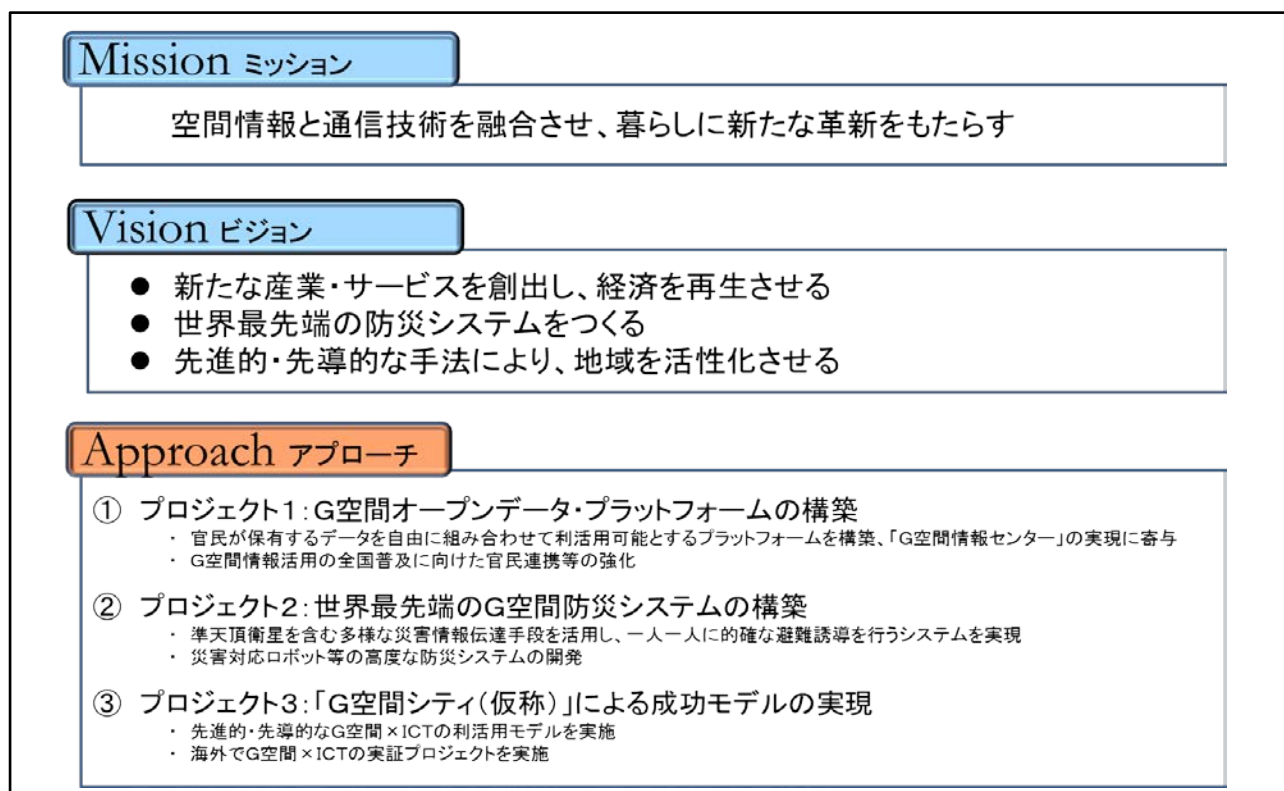 Mission ミッション
空間情報と通信技術を融合させ、暮らしに新たな革新をもたらす
Vision ビジョン
● 新たな産業・サービスを創出し、経済を再生させる
● 世界最先端の防災システムをつくる
● 先進的・先導的な手法により、地域を活性化させる
Approach アプローチ
① プロジェクト１：G空間オープンデータ・プラットフォームの構築
・ 官民が保有するデータを自由に組み合わせて利活用可能とするプラットフォームを構築、「G空間情報センター」の実現に寄与
・ G空間情報活用の全国普及に向けた官民連携等の強化
② プロジェクト２：世界最先端のG空間防災システムの構築
・ 準天頂衛星を含む多様な災害情報伝達手段を活用し、一人一人に的確な避難誘導を行うシステムを実現
・ 災害対応ロボット等の高度な防災システムの開発
③ プロジェクト３：「G空間シティ（仮称）」による成功モデルの実現
・ 先進的・先導的なG空間×ICTの利活用モデルを実施
・ 海外でG空間×ICTの実証プロジェクトを実施